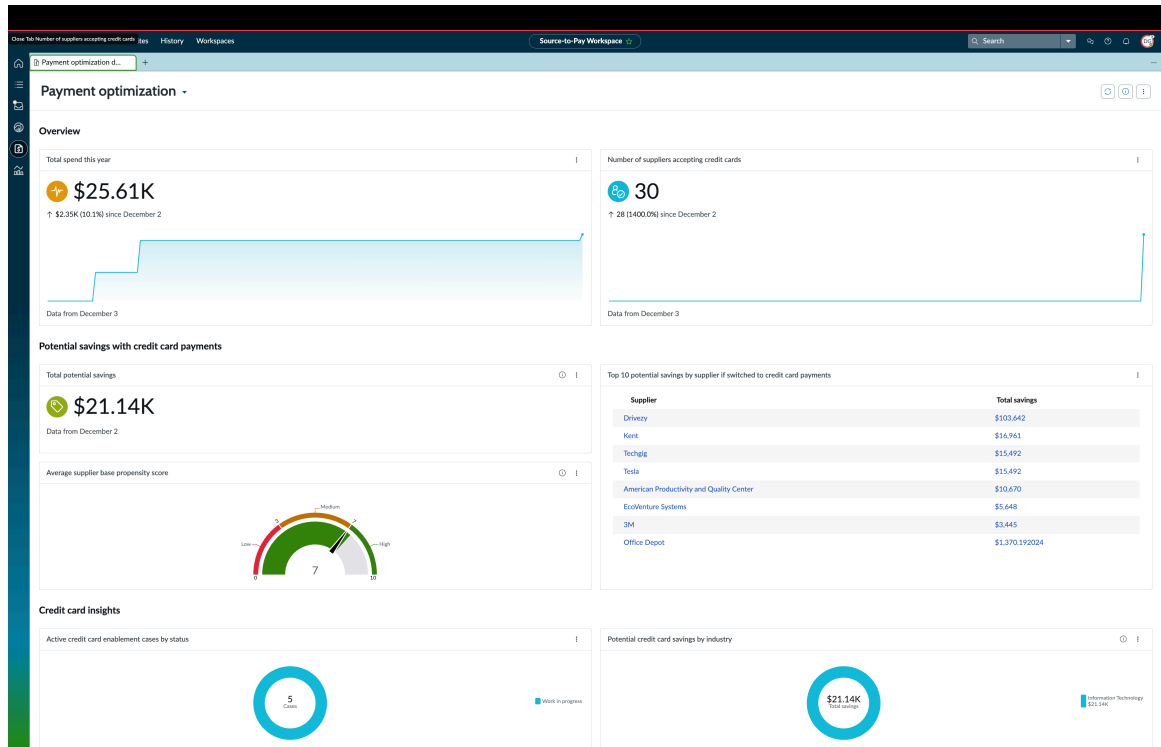 Close Tab Number of suppliers accepting credit cards
History
Workspaces
Source-to-Pay Workspace
Search
Payment optimization d...
Payment optimization
Overview
Total spend this year
$25.61K
↑ $2.35K (10.1%) since December 2
Data from December 3
Number of suppliers accepting credit cards
30
↑ 28 (1400.0%) since December 2
Data from December 3
Potential savings with credit card payments
Total potential savings
$21.14K
Data from December 2
Average supplier base propensity score
Low
3
Medium
7
High
0
7
10
Top 10 potential savings by supplier if switched to credit card payments
Supplier Total savings
Drivezy $103,642
Kent $16,961
Techgig $15,492
Tesla $15,492
American Productivity and Quality Center $10,670
EcoVenture Systems $5,648
3M $3,445
Office Depot $1,370.192024
Credit card insights
Active credit card enablement cases by status
5
Cases
Work in progress
Potential credit card savings by industry
$21.14K
Total savings
Information Technology
$21.14K